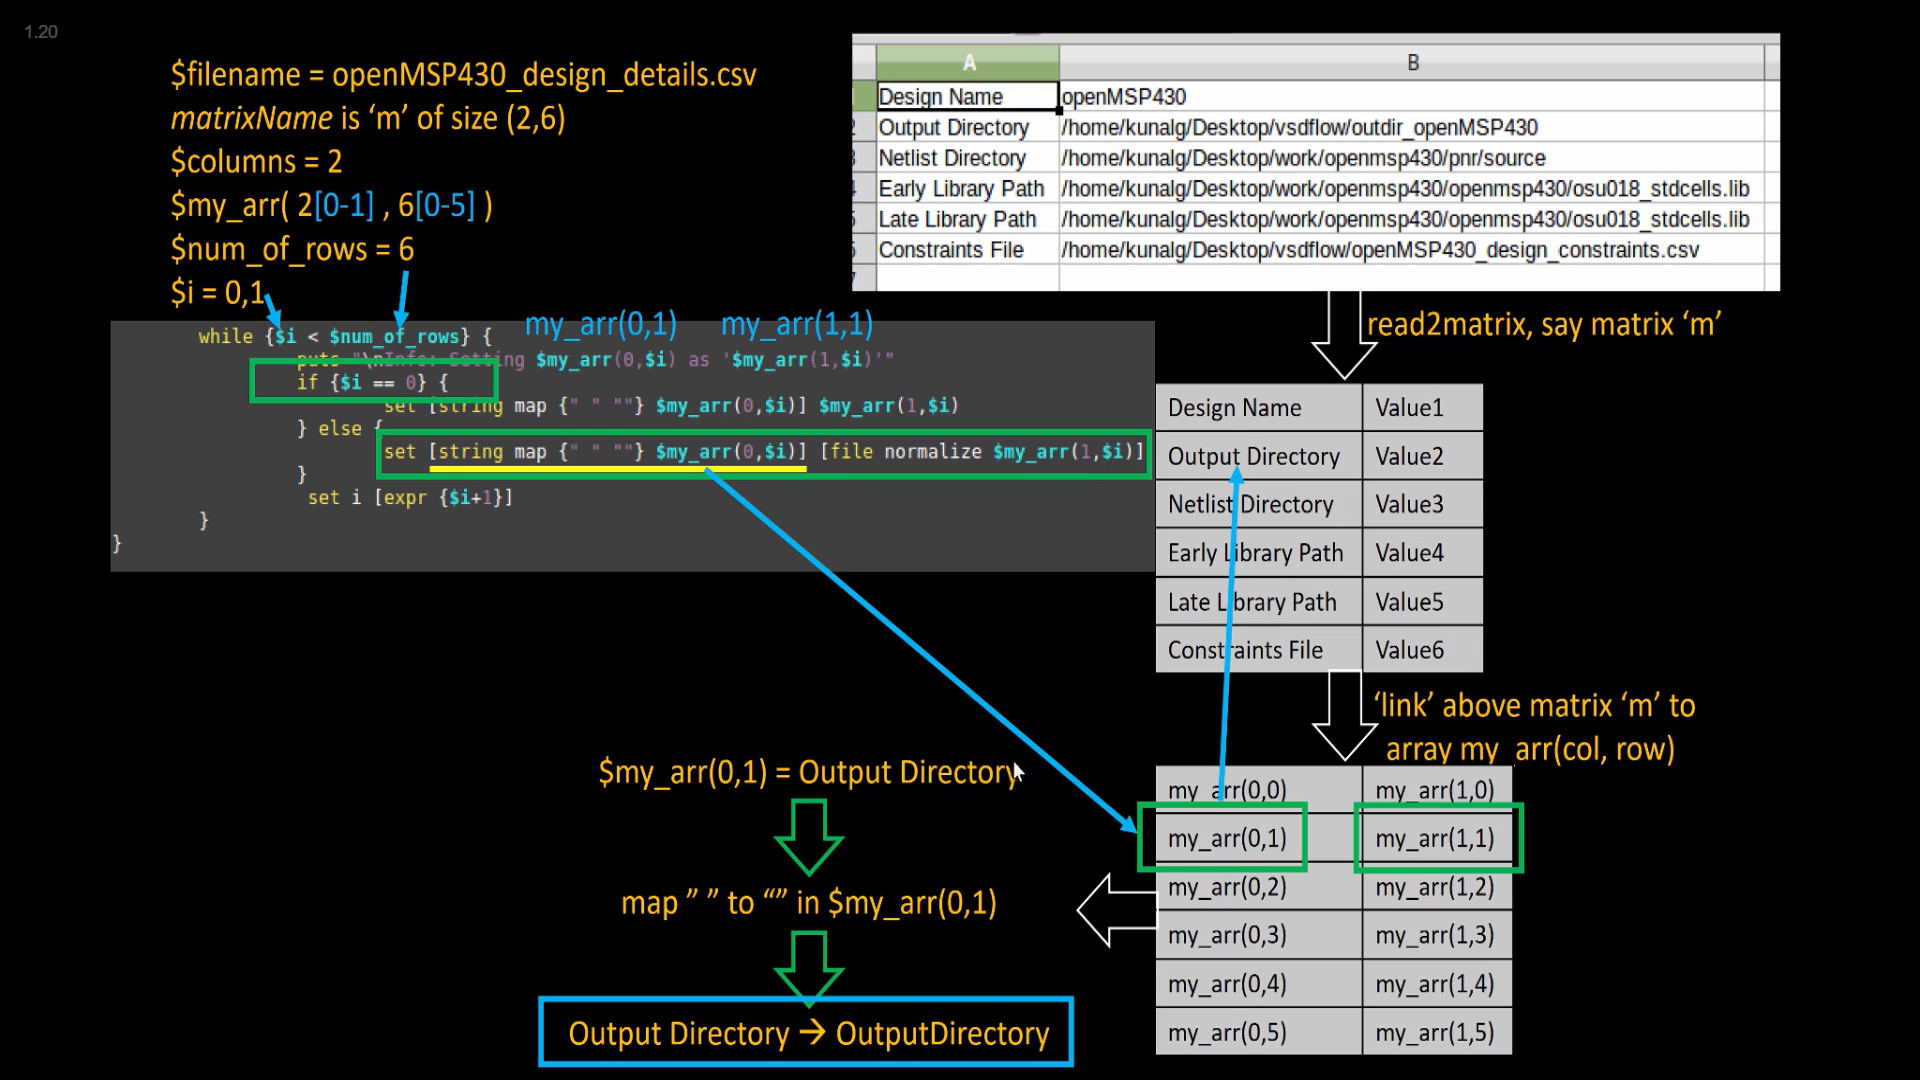 1.20
$filename = openMSP430_design_details.csv
matrixName is ‘m’ of size (2,6)
$columns = 2
$my_arr( 2[0-1] , 6[0-5] )
$num_of_rows = 6
$i = 0,1
my_arr(0,1) my_arr(1,1)
while {$i < $num_of_rows} {
puts "\nInfo: Setting $my_arr(0,$i) as '$my_arr(1,$i)'"
if {$i == 0} {
set [string map {" " ""} $my_arr(0,$i)] $my_arr(1,$i)
} else {
set [string map {" " ""} $my_arr(0,$i)] [file normalize $my_arr(1,$i)]
}
set i [expr {$i+1}]
}
}
A B
Design Name openMSP430
2 Output Directory /home/kunalg/Desktop/vsdflow/outdir_openMSP430
3 Netlist Directory /home/kunalg/Desktop/work/openmsp430/pnr/source
Early Library Path /home/kunalg/Desktop/work/openmsp430/openmsp430/osu018_stdcells.lib
Late Library Path /home/kunalg/Desktop/work/openmsp430/openmsp430/osu018_stdcells.lib
Constraints File /home/kunalg/Desktop/vsdflow/openMSP430_design_constraints.csv
read2matrix, say matrix ‘m’
Design Name Value1
Output Directory Value2
Netlist Directory Value3
Early Library Path Value4
Late Library Path Value5
Constraints File Value6
‘link’ above matrix ‘m’ to
array my_arr(col, row)
my_arr(0,0) my_arr(1,0)
my_arr(0,1) my_arr(1,1)
my_arr(0,2) my_arr(1,2)
my_arr(0,3) my_arr(1,3)
my_arr(0,4) my_arr(1,4)
my_arr(0,5) my_arr(1,5)
$my_arr(0,1) = Output Directory
map ” ” to “” in $my_arr(0,1)
Output Directory → OutputDirectory